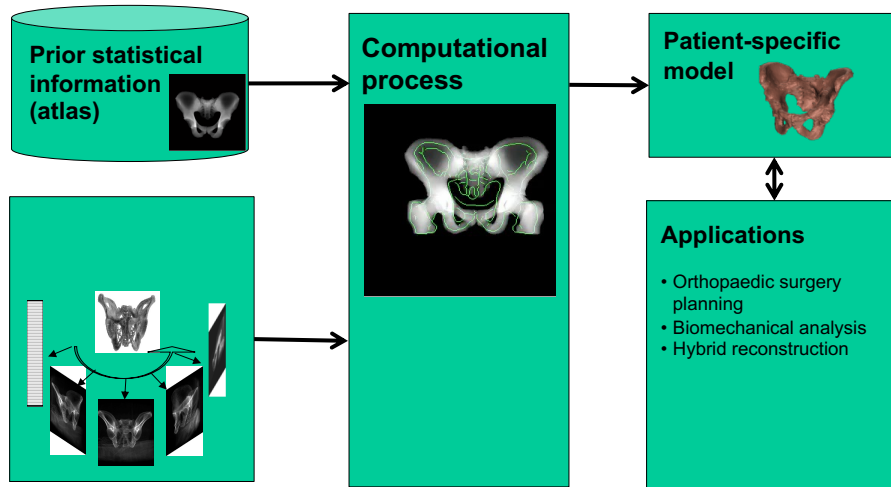 Prior statistical
information
(atlas)
Computational
process
Patient-specific
model
Applications
• Orthopaedic surgery
planning
• Biomechanical analysis
• Hybrid reconstruction